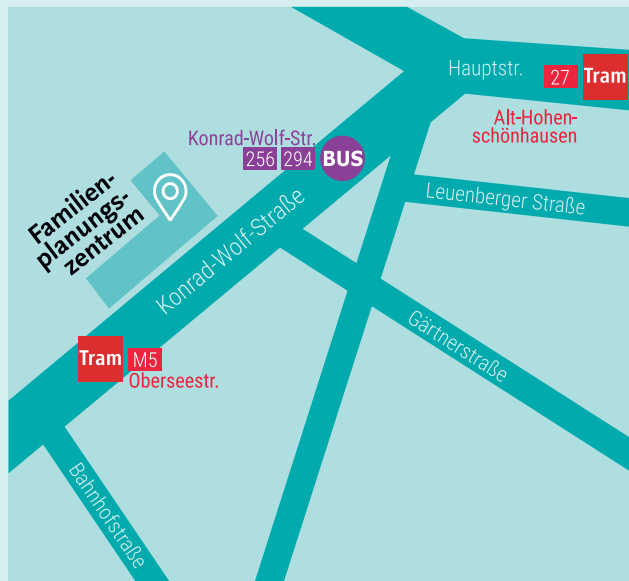 Hauptstr.
27 Tram
Alt-Hohen-
schönhausen
Konrad-Wolf-Str.
256 294 BUS
Leuenberger Straße
Familien-
planungs-
zentrum
Konrad-Wolf-Straße
Gärtnerstraße
Tram M5
Oberseestr.
Bahnhofstraße